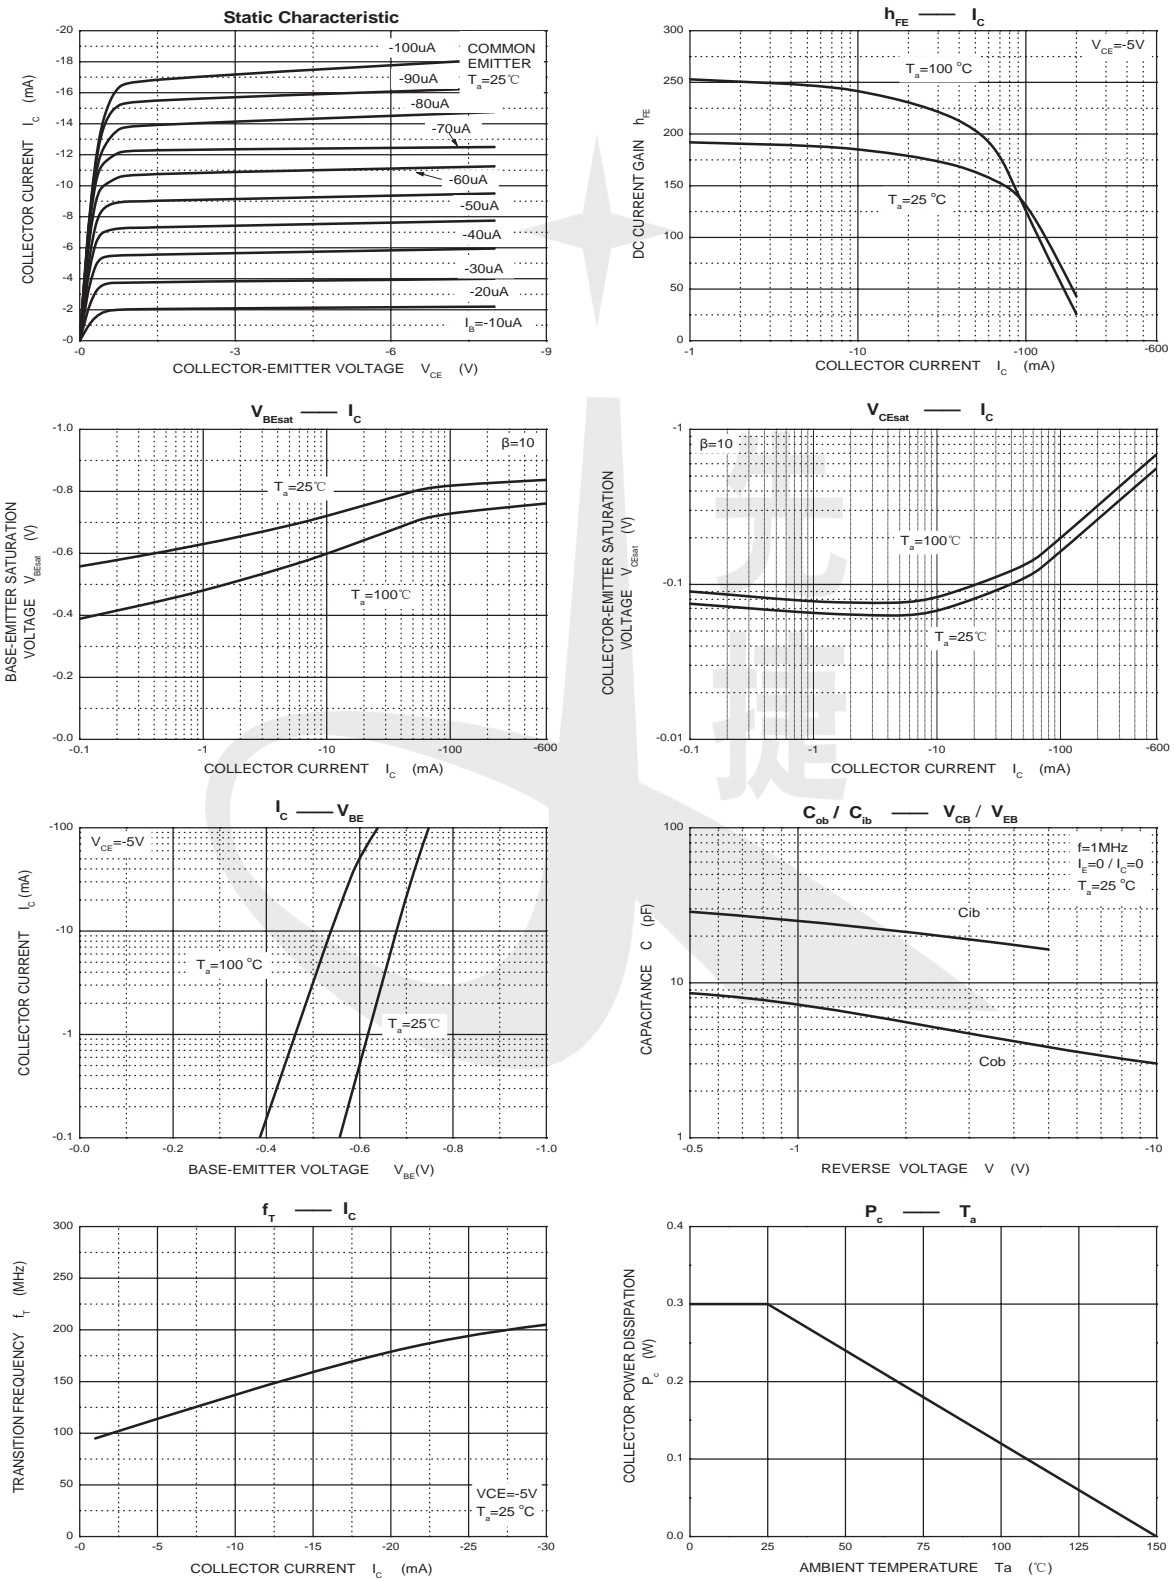 Static Characteristic
-20
-18
-16
-14
-12
-10
-8
-6
-4
-2
-0
COLLECTOR CURRENT I_C (mA)
-100uA
-90uA
-80uA
-70uA
-60uA
-50uA
-40uA
-30uA
-20uA
I_B=-10uA
COMMON
EMITTER
T_a=25℃
-0 -3 -6 -9
COLLECTOR-EMITTER VOLTAGE V_CE (V)
h_FE —— I_C
300
250
200
150
100
50
0
DC CURRENT GAIN h_FE
V_CE=-5V
T_a=100 °C
T_a=25 °C
-1 -10 -100 -600
COLLECTOR CURRENT I_C (mA)
V_BEsat —— I_C
-1.0
-0.8
-0.6
-0.4
-0.2
-0.0
BASE-EMITTER SATURATION
VOLTAGE V_BEsat (V)
β=10
T_a=25℃
T_a=100℃
-0.1 -1 -10 -100 -600
COLLECTOR CURRENT I_C (mA)
V_CEsat —— I_C
-1
-0.1
-0.01
COLLECTOR-EMITTER SATURATION
VOLTAGE V_CEsat (V)
β=10
T_a=100℃
T_a=25℃
-0.1 -1 -10 -100 -600
COLLECTOR CURRENT I_C (mA)
I_C —— V_BE
-100
-10
-1
-0.1
COLLECTOR CURRENT I_C (mA)
V_CE=-5V
T_a=100 °C
T_a=25℃
-0.0 -0.2 -0.4 -0.6 -0.8 -1.0
BASE-EMITTER VOLTAGE V_BE(V)
C_ob / C_ib —— V_CB / V_EB
100
10
1
CAPACITANCE C (pF)
f=1MHz
I_E=0 / I_C=0
T_a=25 °C
Cib
Cob
-0.5 -1 -10
REVERSE VOLTAGE V (V)
f_T —— I_C
300
250
200
150
100
50
0
TRANSITION FREQUENCY f_T (MHz)
VCE=-5V
T_a=25 °C
-0 -5 -10 -15 -20 -25 -30
COLLECTOR CURRENT I_C (mA)
P_c —— T_a
0.4
0.3
0.2
0.1
0.0
COLLECTOR POWER DISSIPATION
P_c (W)
0 25 50 75 100 125 150
AMBIENT TEMPERATURE Ta (℃)